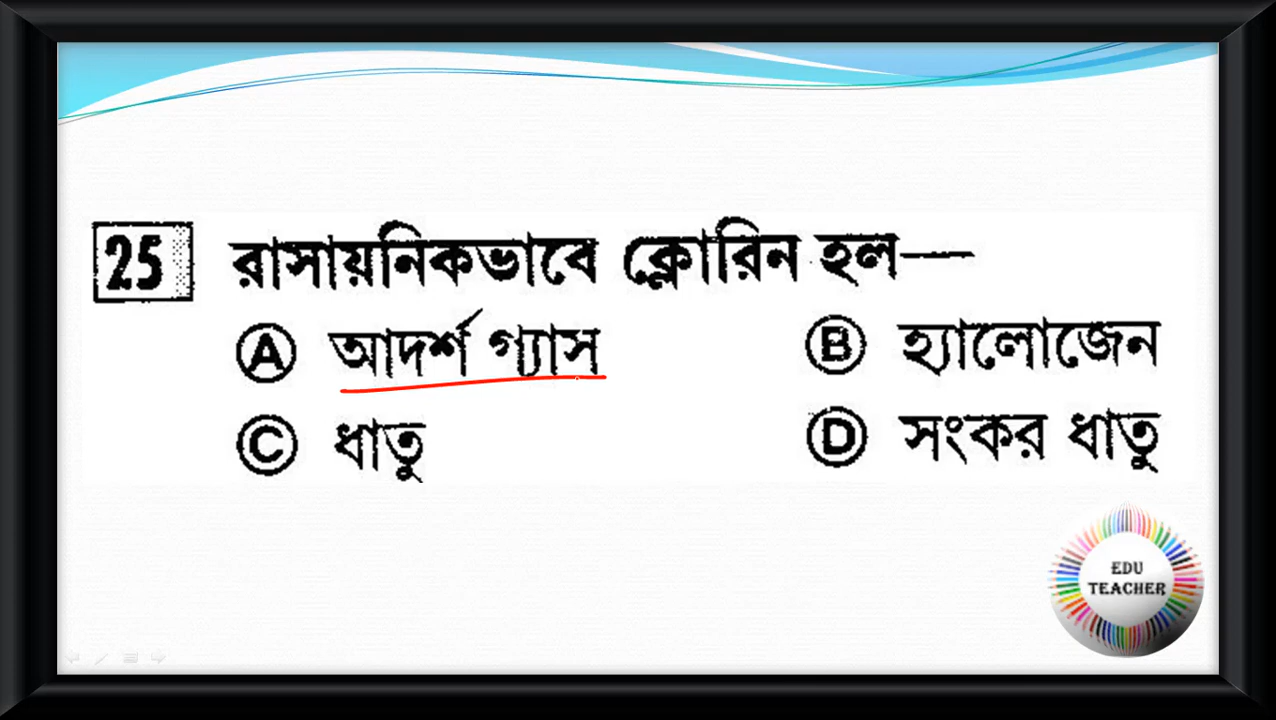 25 রাসায়নিকভাবে ক্লোরিন হল—
Ⓐ আদর্শ গ্যাস Ⓑ হ্যালোজেন
Ⓒ ধাতু Ⓓ সংকর ধাতু
EDU
TEACHER